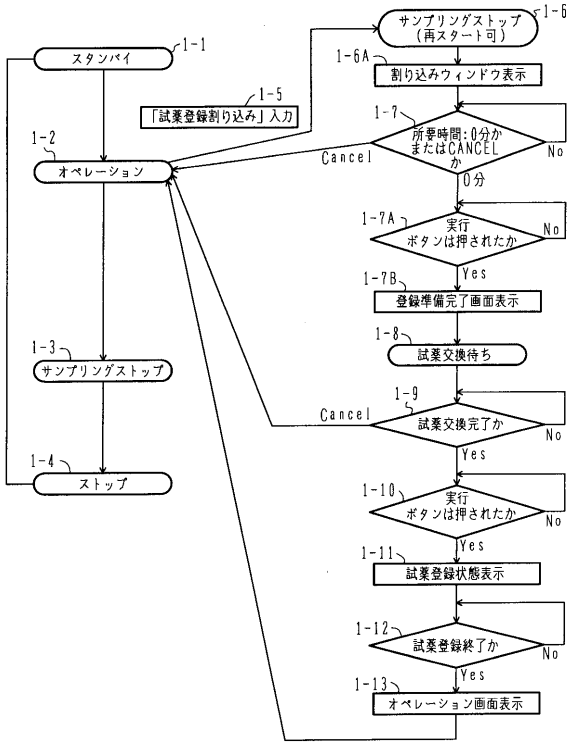 1-1
スタンバイ
1-2
オペレーション
1-3
サンプリングストップ
1-4
ストップ
1-5
「試薬登録割り込み」入力
1-6
サンプリングストップ
(再スタート可)
1-6A
割り込みウィンドウ表示
1-7
所要時間:0分か
またはCANCEL
か
Cancel
No
0分
1-7A
実行
ボタンは押されたか
No
Yes
1-7B
登録準備完了画面表示
1-8
試薬交換待ち
1-9
試薬交換完了か
Cancel
No
Yes
1-10
実行
ボタンは押されたか
No
Yes
1-11
試薬登録状態表示
1-12
試薬登録終了か
No
Yes
1-13
オペレーション画面表示